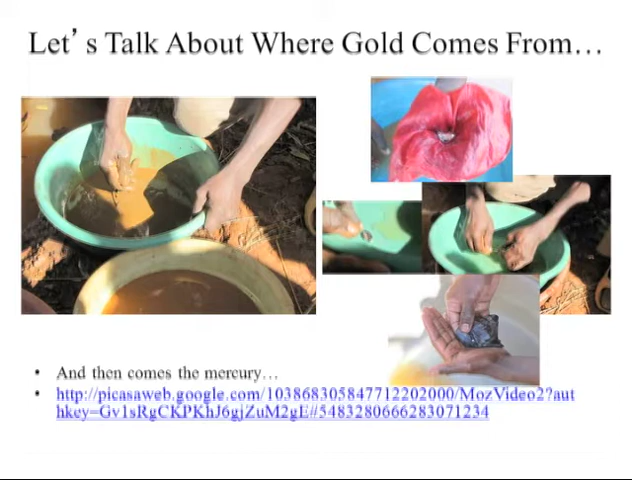 Let's Talk About Where Gold Comes From…
• And then comes the mercury…
• http://picasaweb.google.com/103868305847712202000/MozVideo2?aut
hkey=Gv1sRgCKPKhJ6gjZuM2gE#5483280666283071234